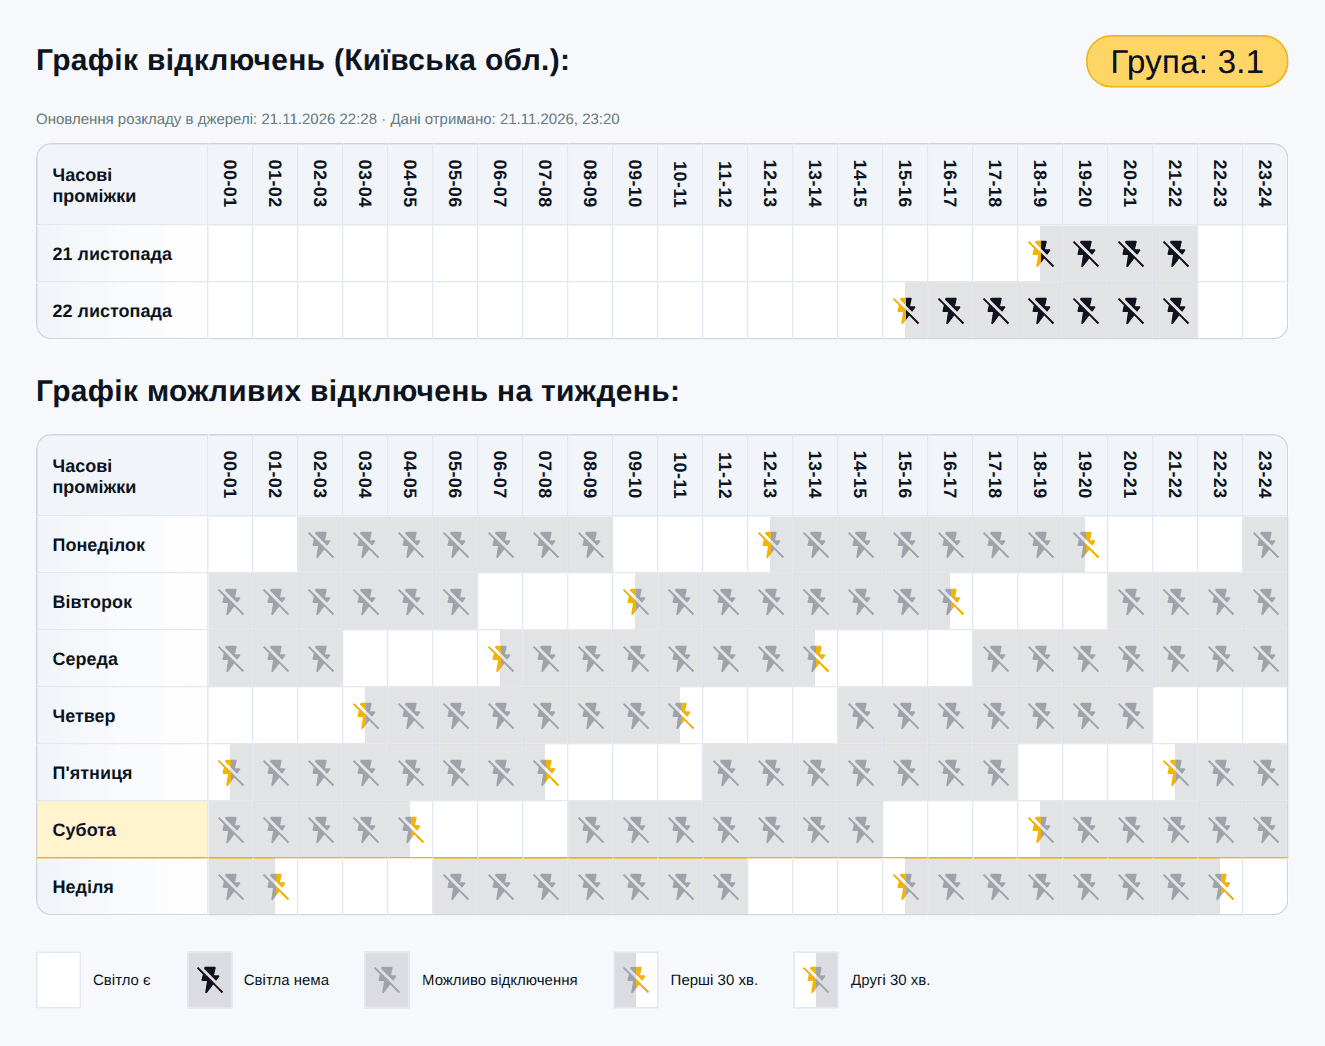 Графік відключень (Київська обл.):
Група: 3.1
Оновлення розкладу в джерелі: 21.11.2026 22:28 · Дані отримано: 21.11.2026, 23:20
Часові
проміжки
00-01
01-02
02-03
03-04
04-05
05-06
06-07
07-08
08-09
09-10
10-11
11-12
12-13
13-14
14-15
15-16
16-17
17-18
18-19
19-20
20-21
21-22
22-23
23-24
21 листопада
22 листопада
Графік можливих відключень на тиждень:
Часові
проміжки
00-01
01-02
02-03
03-04
04-05
05-06
06-07
07-08
08-09
09-10
10-11
11-12
12-13
13-14
14-15
15-16
16-17
17-18
18-19
19-20
20-21
21-22
22-23
23-24
Понеділок
Вівторок
Середа
Четвер
П'ятниця
Субота
Неділя
Світло є
Світла нема
Можливо відключення
Перші 30 хв.
Другі 30 хв.